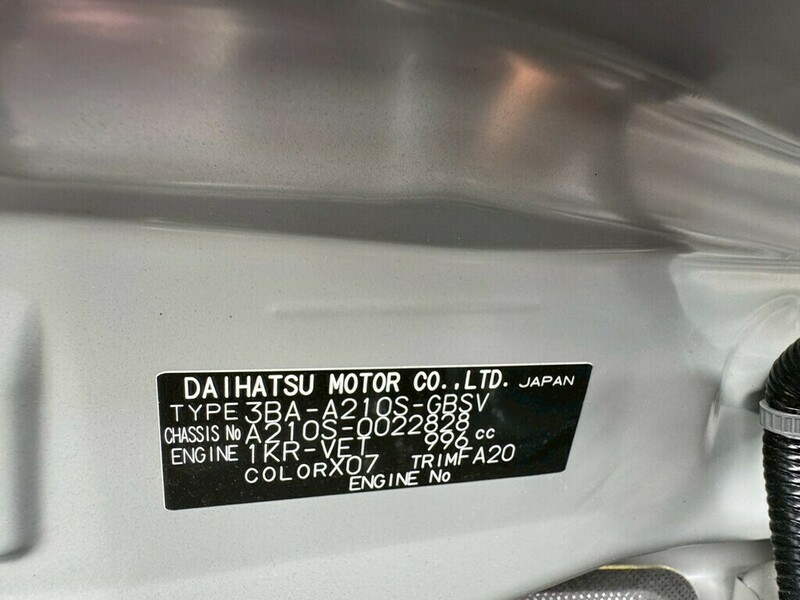 DAIHATSU MOTOR CO.,LTD. JAPAN
TYPE 3BA-A210S-GBSV
CHASSIS No A210S-0022828
ENGINE 1KR-VET 996 cc
COLOR X07 TRIM FA20
ENGINE No